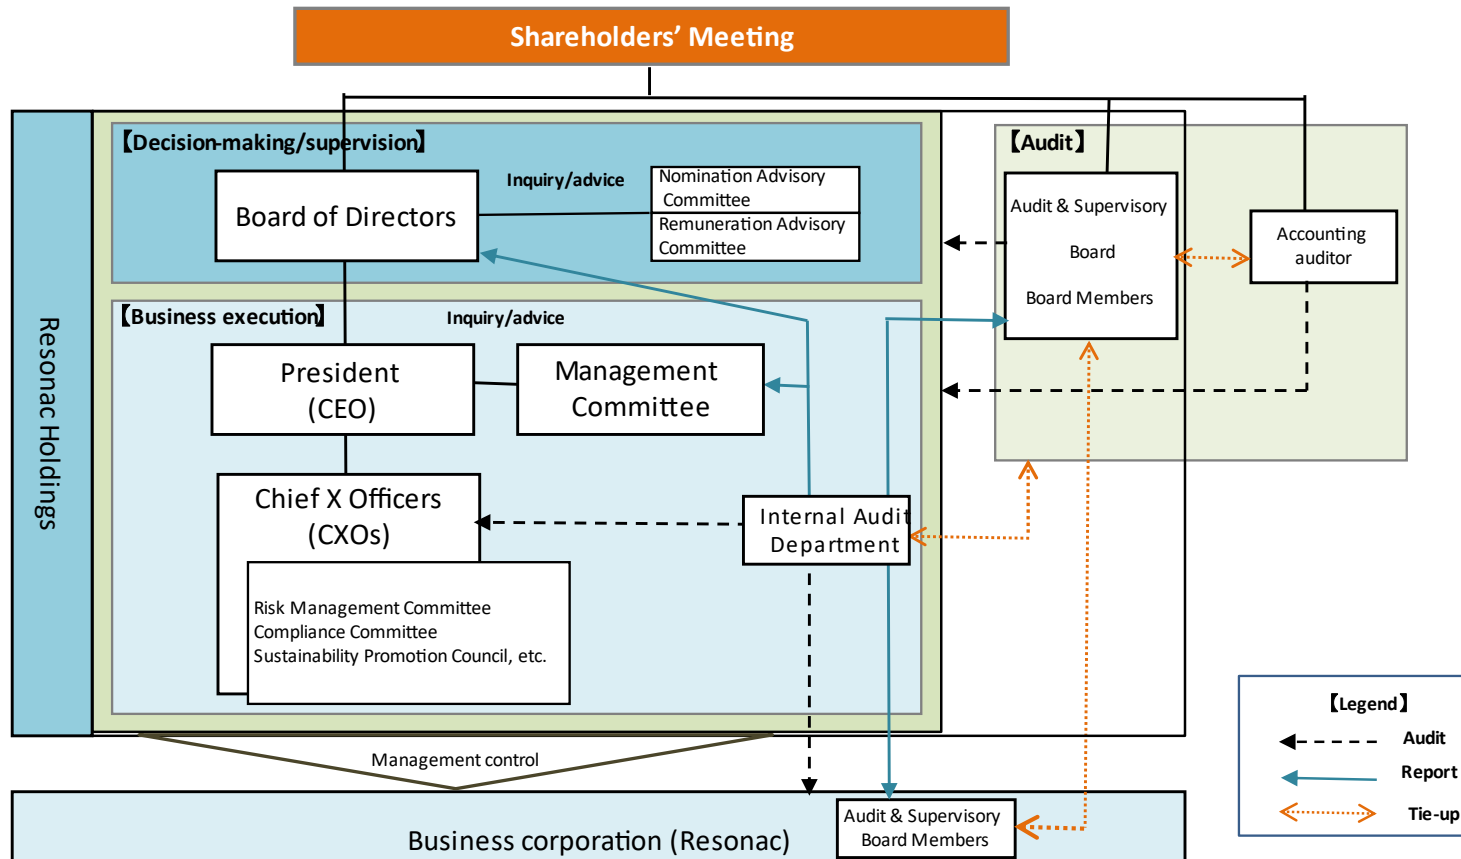 Shareholders’ Meeting
Resonac Holdings
【Decision-making/supervision】
Board of Directors
Inquiry/advice
Nomination Advisory
Committee
Remuneration Advisory
Committee
【Audit】
Audit & Supervisory
Board
Board Members
Accounting
auditor
【Business execution】
Inquiry/advice
President
(CEO)
Management
Committee
Chief X Officers
(CXOs)
Internal Audit
Department
Risk Management Committee
Compliance Committee
Sustainability Promotion Council, etc.
Management control
Business corporation (Resonac)
Audit & Supervisory
Board Members
【Legend】
Audit
Report
Tie-up